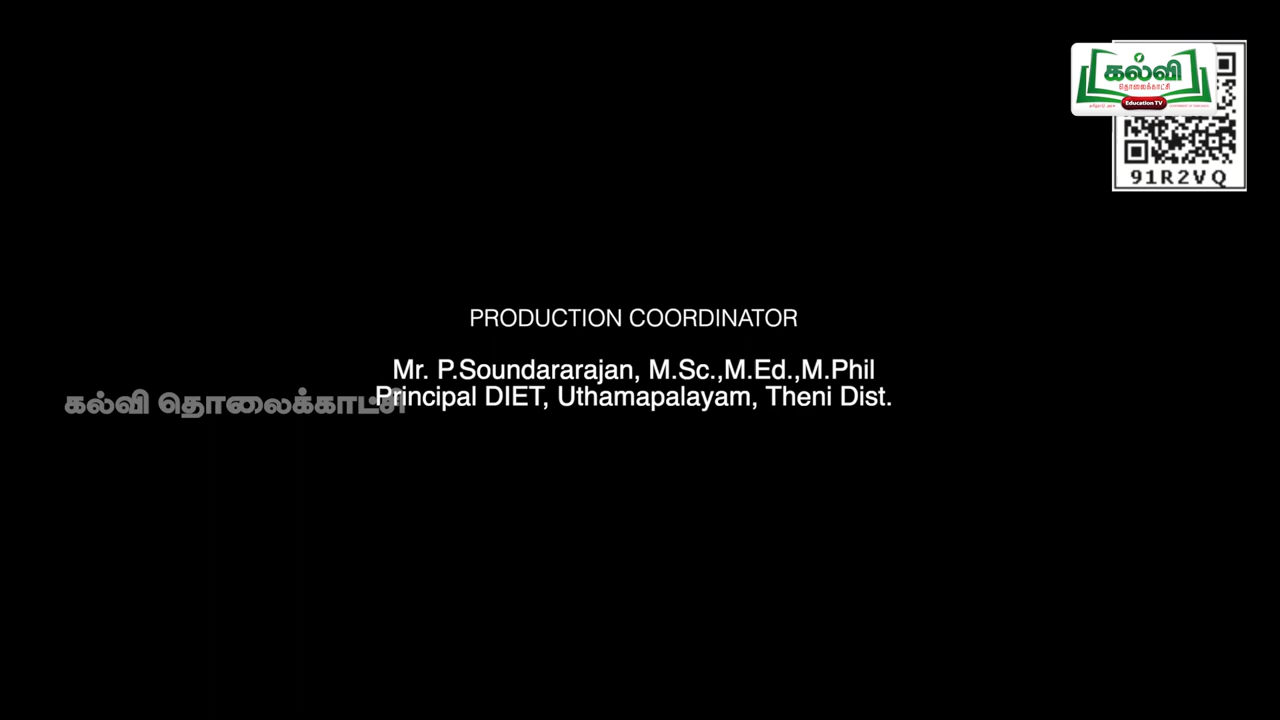 கல்வி
தொலைக்காட்சி
Education TV
91R2VQ
PRODUCTION COORDINATOR
Mr. P.Soundararajan, M.Sc.,M.Ed.,M.Phil
Principal DIET, Uthamapalayam, Theni Dist.
கல்வி தொலைக்காட்சி